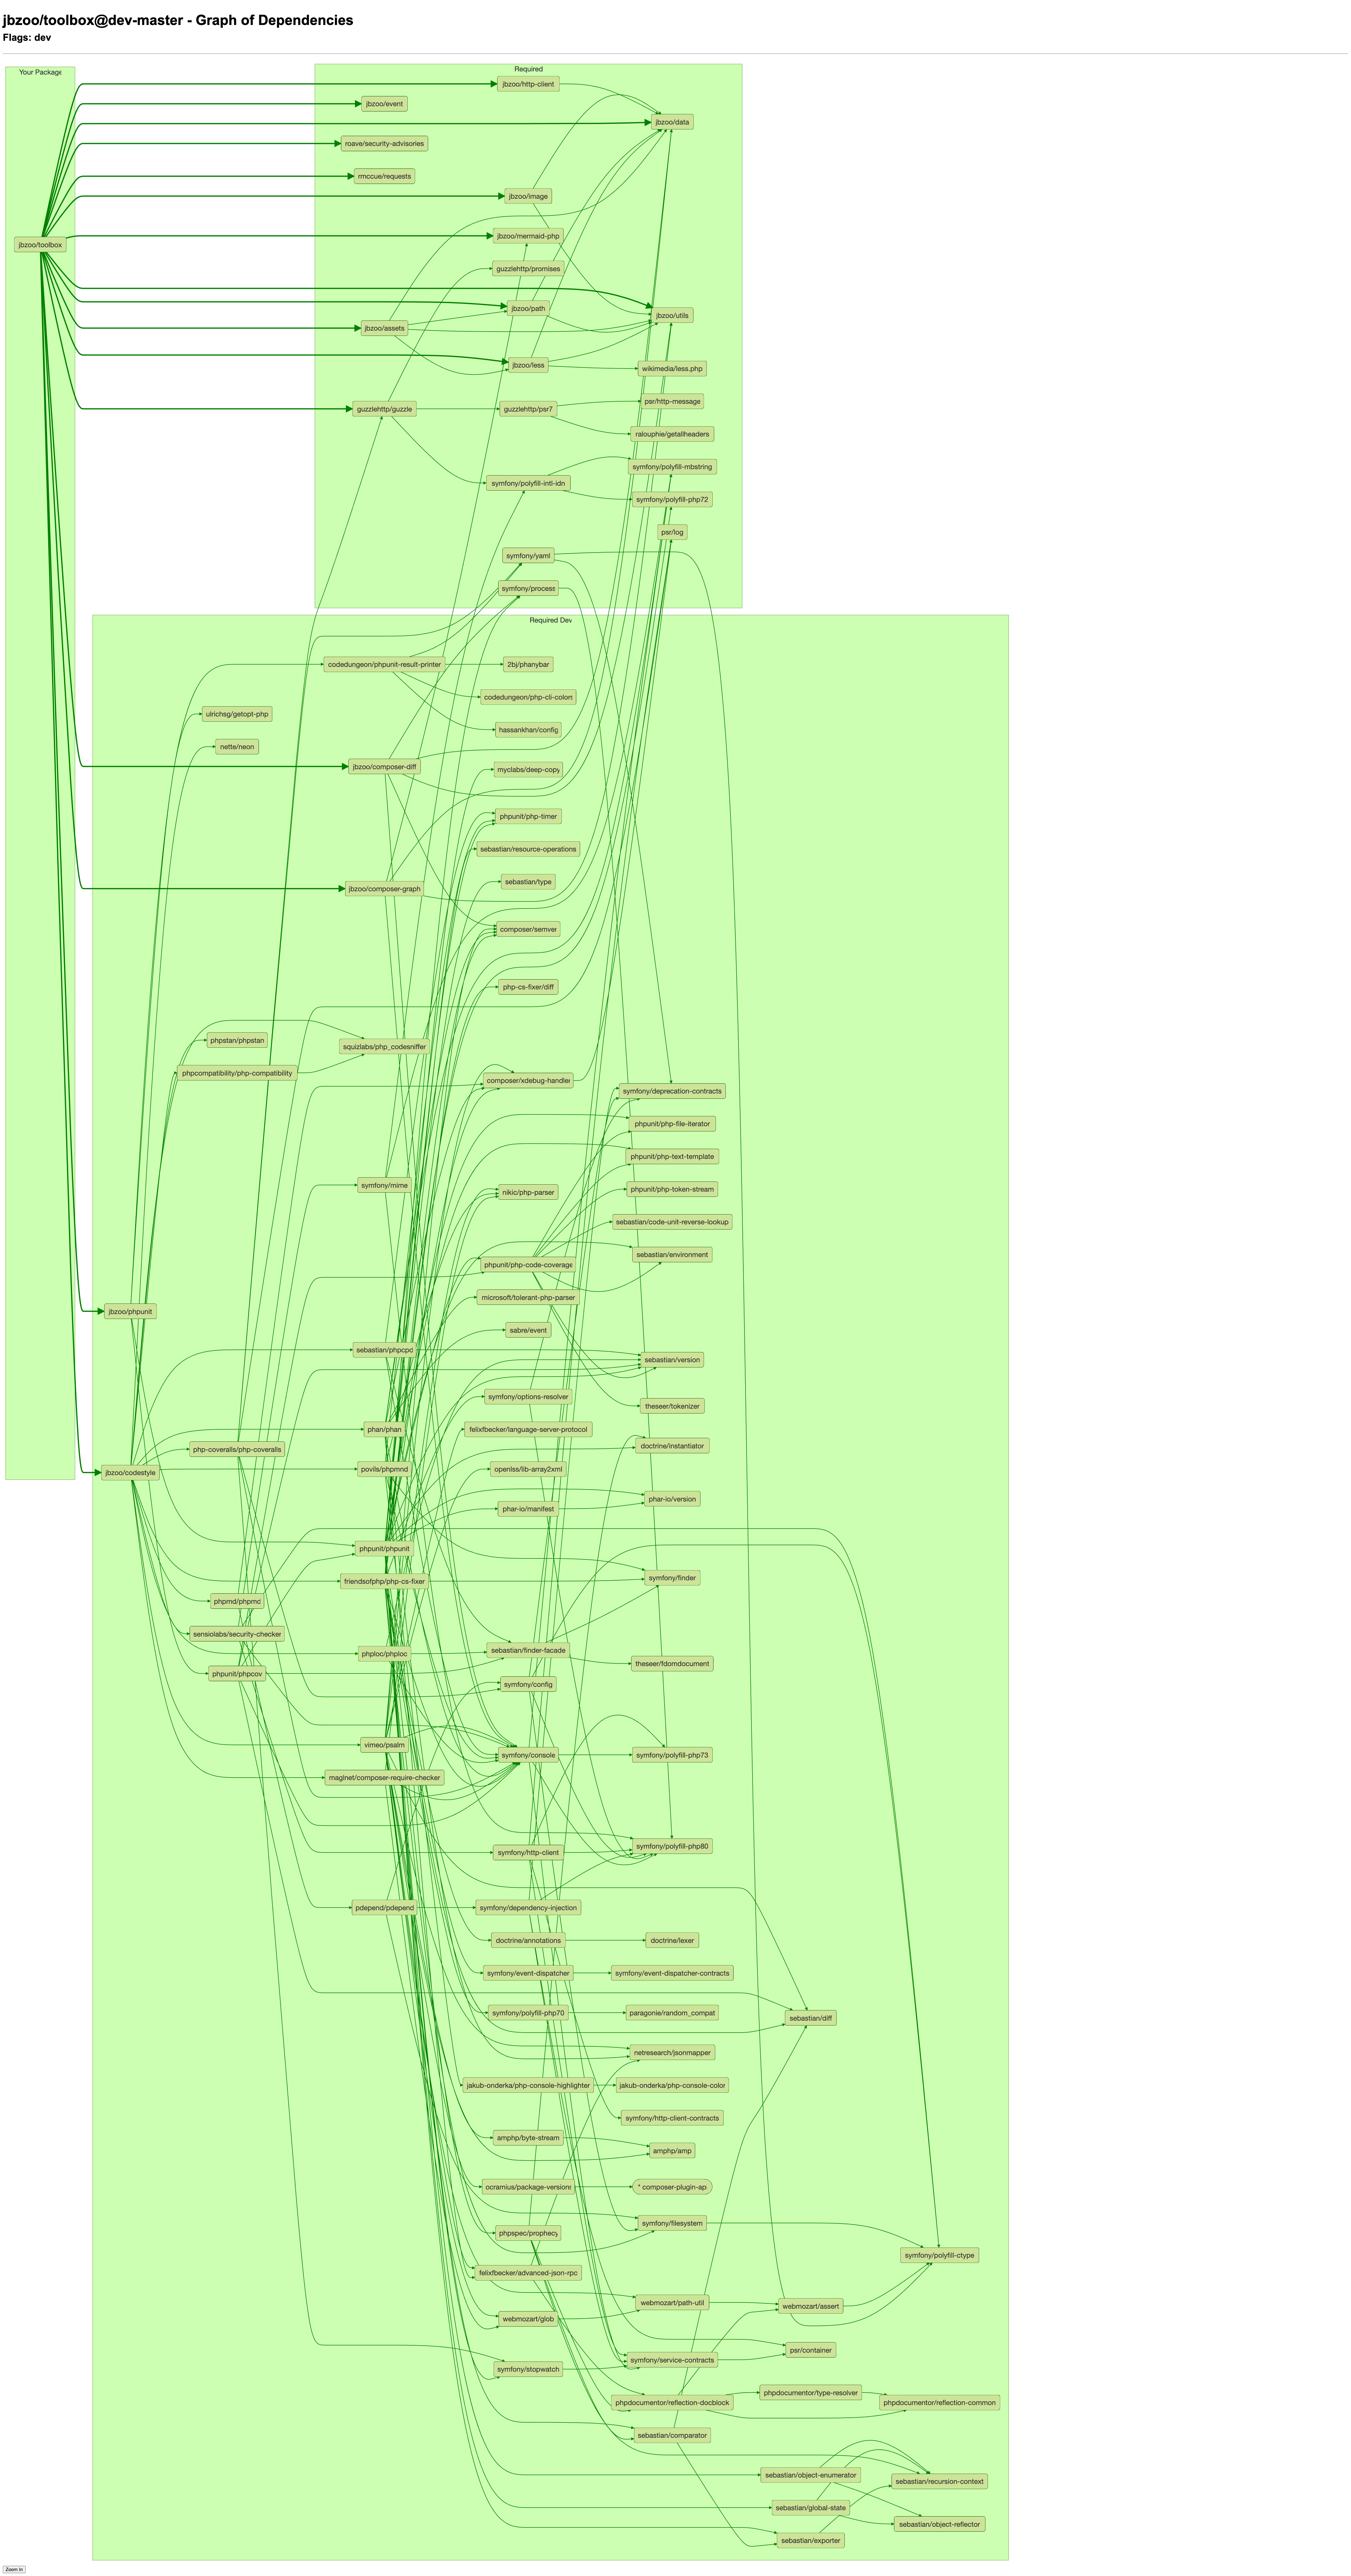 jbzoo/toolbox@dev-master - Graph of Dependencies
Flags: dev
Your Package
Required
jbzoo/http-client
jbzoo/event
jbzoo/data
roave/security-advisories
rmccue/requests
jbzoo/image
jbzoo/mermaid-php
jbzoo/toolbox
guzzlehttp/promises
jbzoo/path
jbzoo/utils
jbzoo/assets
jbzoo/less
wikimedia/less.php
psr/http-message
guzzlehttp/guzzle
guzzlehttp/psr7
ralouphie/getallheaders
symfony/polyfill-mbstring
symfony/polyfill-intl-idn
symfony/polyfill-php72
psr/log
symfony/yaml
symfony/process
Required Dev
codedungeon/phpunit-result-printer
2bj/phanybar
codedungeon/php-cli-colors
ulrichsg/getopt-php
hassankhan/config
nette/neon
jbzoo/composer-diff
myclabs/deep-copy
phpunit/php-timer
sebastian/resource-operations
sebastian/type
jbzoo/composer-graph
composer/semver
php-cs-fixer/diff
phpstan/phpstan
squizlabs/php_codesniffer
phpcompatibility/php-compatibility
composer/xdebug-handler
symfony/deprecation-contracts
phpunit/php-file-iterator
phpunit/php-text-template
symfony/mime
nikic/php-parser
phpunit/php-token-stream
sebastian/code-unit-reverse-lookup
sebastian/environment
phpunit/php-code-coverage
microsoft/tolerant-php-parser
jbzoo/phpunit
sabre/event
sebastian/phpcpd
sebastian/version
symfony/options-resolver
theseer/tokenizer
phan/phan
felixfbecker/language-server-protocol
php-coveralls/php-coveralls
doctrine/instantiator
jbzoo/codestyle
povils/phpmnd
openlss/lib-array2xml
phar-io/version
phar-io/manifest
phpunit/phpunit
symfony/finder
friendsofphp/php-cs-fixer
phpmd/phpmd
sensiolabs/security-checker
sebastian/finder-facade
phploc/phploc
theseer/fdomdocument
phpunit/phpcov
symfony/config
vimeo/psalm
symfony/console
symfony/polyfill-php73
maglnet/composer-require-checker
symfony/polyfill-php80
symfony/http-client
pdepend/pdepend
symfony/dependency-injection
doctrine/annotations
doctrine/lexer
symfony/event-dispatcher
symfony/event-dispatcher-contracts
symfony/polyfill-php70
paragonie/random_compat
sebastian/diff
netresearch/jsonmapper
jakub-onderka/php-console-highlighter
jakub-onderka/php-console-color
symfony/http-client-contracts
amphp/byte-stream
amphp/amp
ocramius/package-versions
* composer-plugin-ap
symfony/filesystem
phpspec/prophecy
symfony/polyfill-ctype
felixfbecker/advanced-json-rpc
webmozart/path-util
webmozart/assert
webmozart/glob
psr/container
symfony/service-contracts
symfony/stopwatch
phpdocumentor/type-resolver
phpdocumentor/reflection-docblock
phpdocumentor/reflection-common
sebastian/comparator
sebastian/object-enumerator
sebastian/recursion-context
sebastian/global-state
sebastian/object-reflector
sebastian/exporter
Zoom In